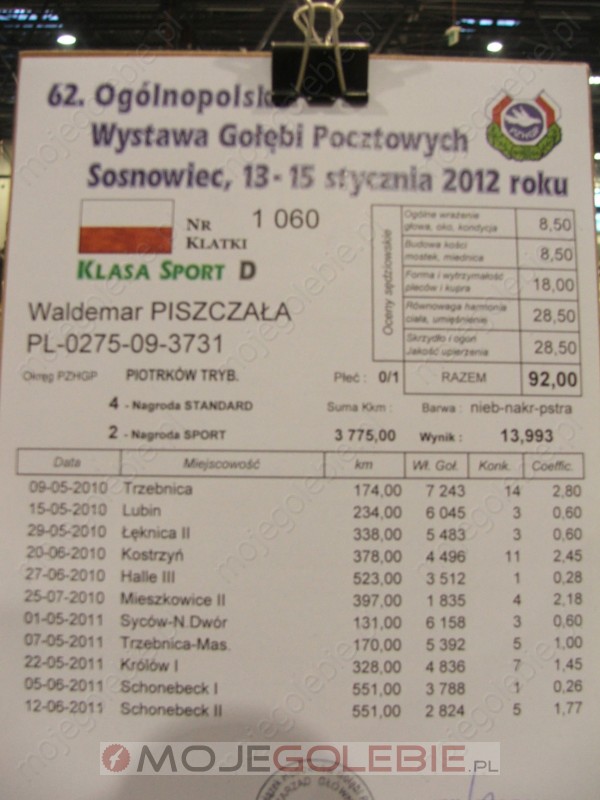 62. Ogólnopolska
Wystawa Gołębi Pocztowych
Sosnowiec, 13-15 stycznia 2012 roku
PZHGP
NR KLATKI 1 060
KLASA SPORT D
Oceny sędziowskie
Ogólne wrażenie głowa, oko, kondycja 8,50
Budowa kości mostek, miednica 8,50
Forma i wytrzymałość pleców i kupra 18,00
Równowaga harmonia ciała, umięśnienie 28,50
Skrzydło i ogon Jakość upierzenia 28,50
RAZEM 92,00
Waldemar PISZCZAŁA
PL-0275-09-3731
Okręg PZHGP PIOTRKÓW TRYB. Płeć : 0/1
4 - Nagroda STANDARD Suma Kkm : Barwa : nieb-nakr-pstra
2 - Nagroda SPORT 3 775,00 Wynik : 13,993
Data Miejscowość km Wł. Goł. Konk. Coeffic.
09-05-2010 Trzebnica 174,00 7 243 14 2,80
15-05-2010 Lubin 234,00 6 045 3 0,60
29-05-2010 Łęknica II 338,00 5 483 3 0,60
20-06-2010 Kostrzyń 378,00 4 496 11 2,45
27-06-2010 Halle III 523,00 3 512 1 0,28
25-07-2010 Mieszkowice II 397,00 1 835 4 2,18
01-05-2011 Syców-N.Dwór 131,00 6 158 3 0,60
07-05-2011 Trzebnica-Mas. 170,00 5 392 5 1,00
22-05-2011 Królów I 328,00 4 836 7 1,45
05-06-2011 Schonebeck I 551,00 3 788 1 0,26
12-06-2011 Schonebeck II 551,00 2 824 5 1,77
MOJEGOLEBIE.PL